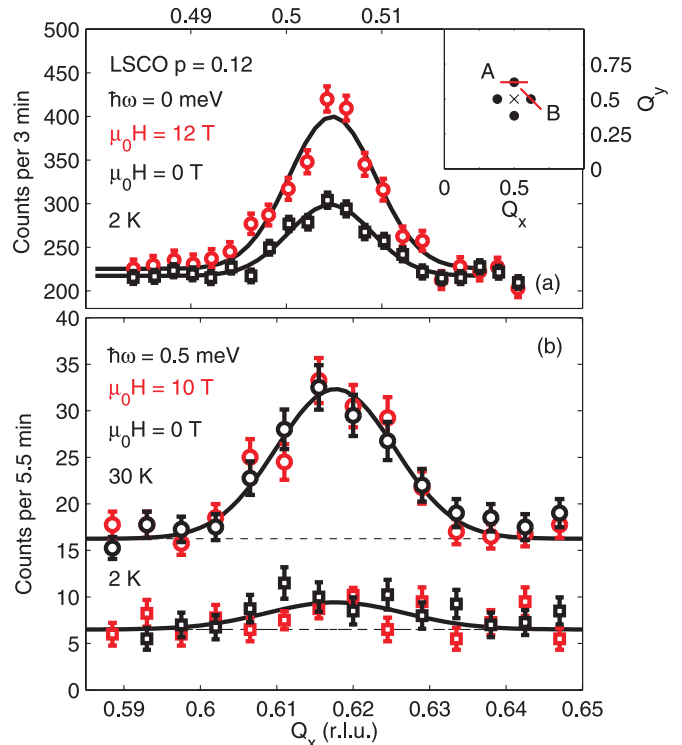 0.49 0.5 0.51
500
450
400
350
300
250
200
Counts per 3 min
LSCO p = 0.12
ħω = 0 meV
μ₀H = 12 T
μ₀H = 0 T
2 K
(a)
A
B
0.75
0.5
0.25
0
Q_y
0 0.5 1
Q_x
40
35
30
25
20
15
10
5
0
Counts per 5.5 min
(b)
ħω = 0.5 meV
μ₀H = 10 T
μ₀H = 0 T
30 K
2 K
0.59 0.6 0.61 0.62 0.63 0.64 0.65
Q_x (r.l.u.)